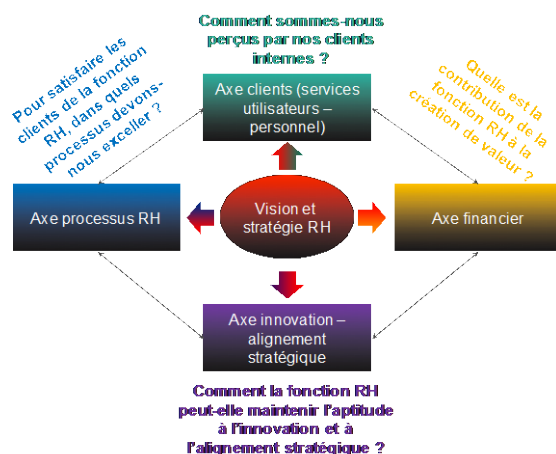 Comment sommes-nous
perçus par nos clients
internes ?
Axe clients (services
utilisateurs –
personnel)
Pour satisfaire les
clients de la fonction
RH, dans quels
processus devons-
nous exceller ?
Quelle est la
contribution de la
fonction RH à la
création de valeur ?
Axe processus RH
Vision et
stratégie RH
Axe financier
Axe innovation –
alignement
stratégique
Comment la fonction RH
peut-elle maintenir l'aptitude
à l'innovation et à
l'alignement stratégique ?